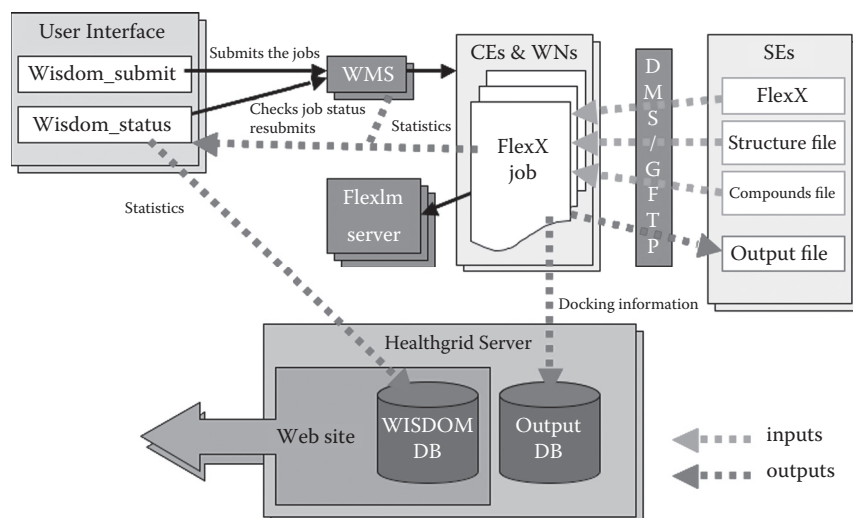 User Interface
Wisdom_submit
Wisdom_status
Submits the jobs
Checks job status
resubmits
WMS
Statistics
CEs & WNs
FlexX
job
Flexlm
server
DMS/GFTP
SEs
FlexX
Structure file
Compounds file
Output file
Statistics
Docking information
Healthgrid Server
Web site
WISDOM
DB
Output
DB
inputs
outputs